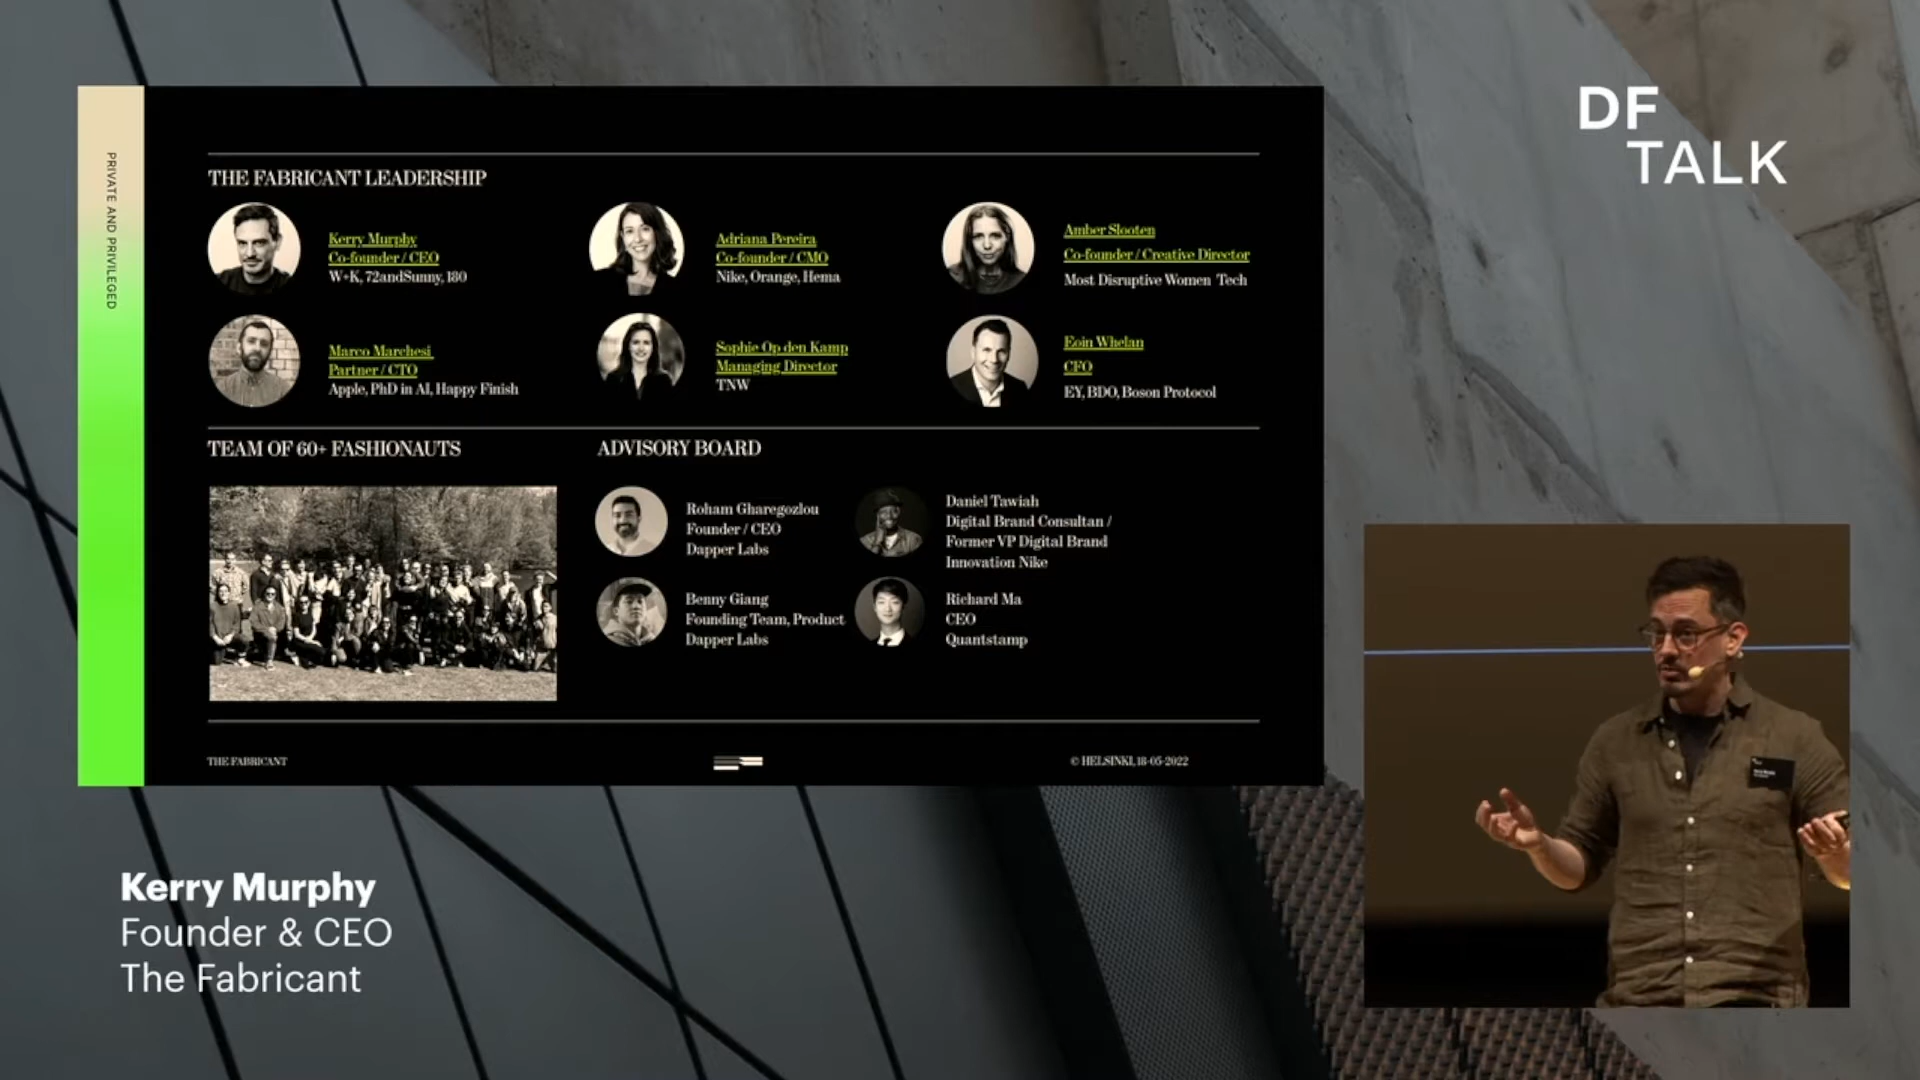 DF
TALK
PRIVATE AND PRIVILEGED
THE FABRICANT LEADERSHIP
Kerry Murphy
Co-founder / CEO
W+K, 72andSunny, 180
Adriana Pereira
Co-founder / CMO
Nike, Orange, Hema
Amber Slooten
Co-founder / Creative Director
Most Disruptive Women Tech
Marco Marchesi
Partner / CTO
Apple, PhD in AI, Happy Finish
Sophie Op den Kamp
Managing Director
TNW
Eoin Whelan
CFO
EY, BDO, Boson Protocol
TEAM OF 60+ FASHIONAUTS
ADVISORY BOARD
Roham Gharegozlou
Founder / CEO
Dapper Labs
Daniel Tawiah
Digital Brand Consultan /
Former VP Digital Brand
Innovation Nike
Benny Giang
Founding Team, Product
Dapper Labs
Richard Ma
CEO
Quantstamp
THE FABRICANT
© HELSINKI, 18-05-2022
Kerry Murphy
Founder & CEO
The Fabricant